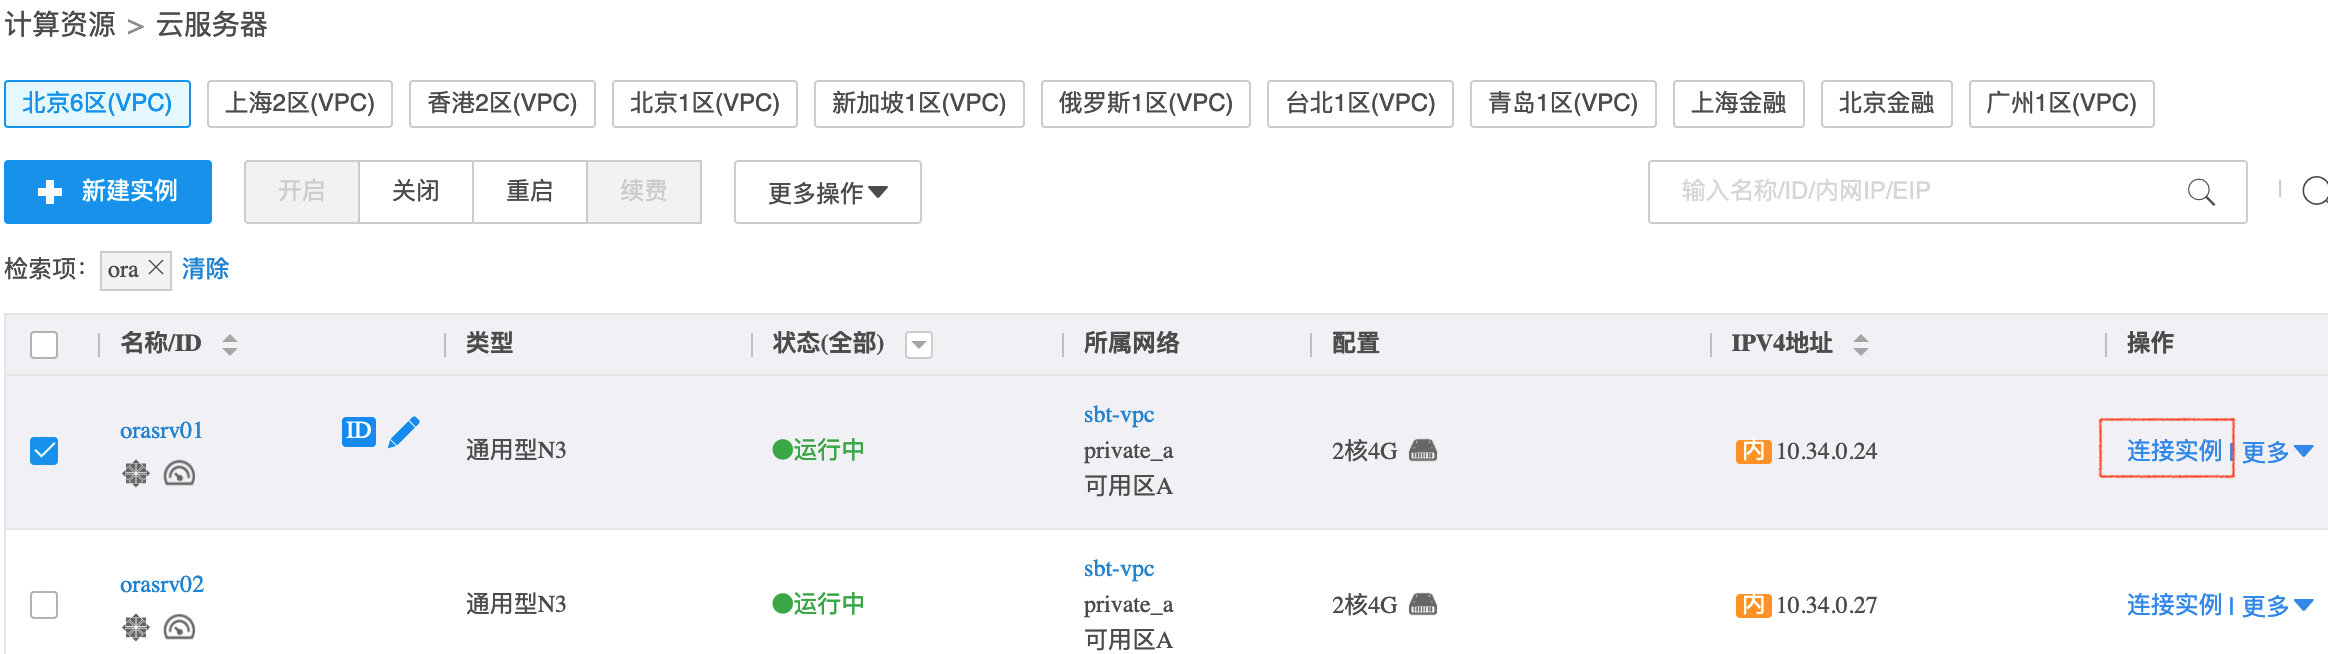 计算资源 > 云服务器
北京6区(VPC) 上海2区(VPC) 香港2区(VPC) 北京1区(VPC) 新加坡1区(VPC) 俄罗斯1区(VPC) 台北1区(VPC) 青岛1区(VPC) 上海金融 北京金融 广州1区(VPC)
新建实例 开启 关闭 重启 续费 更多操作 输入名称/ID/内网IP/EIP
检索项： ora 清除
名称/ID 类型 状态(全部) 所属网络 配置 IPV4地址 操作
orasrv01 ID 通用型N3 运行中 sbt-vpc 2核4G 内 10.34.0.24 连接实例 更多
private_a
可用区A
orasrv02 通用型N3 运行中 sbt-vpc 2核4G 内 10.34.0.27 连接实例 更多
private_a
可用区A